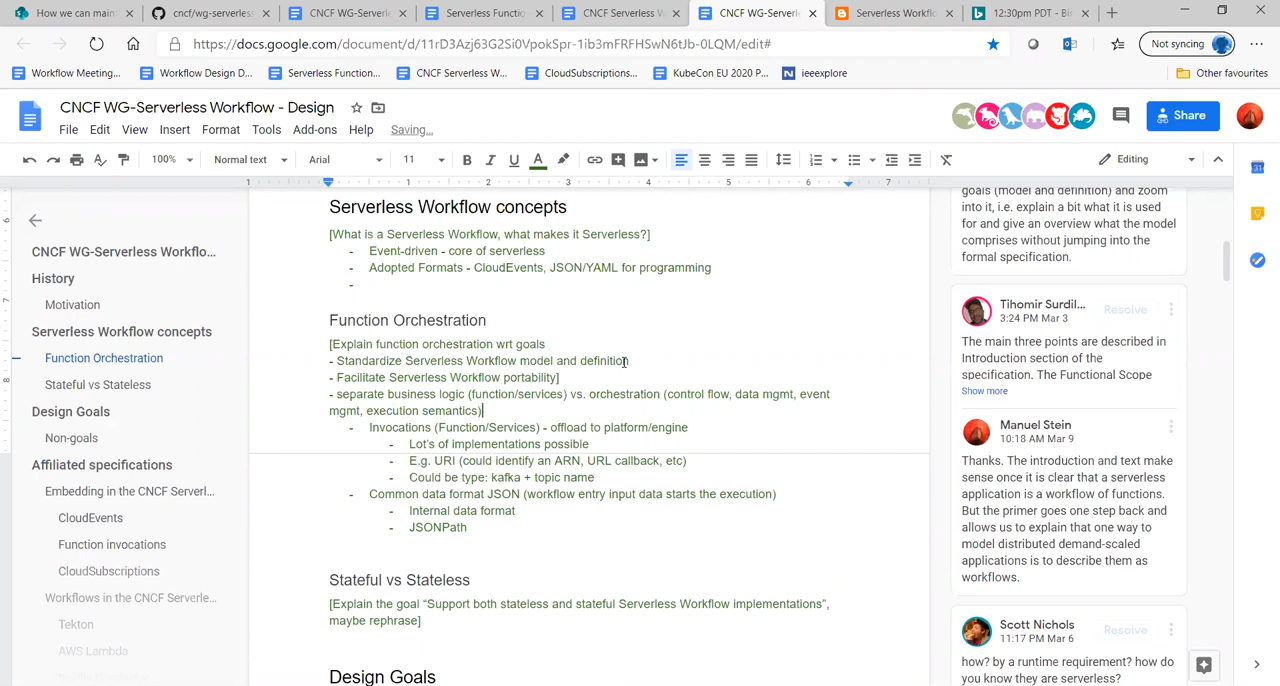 How we can main
cncf/wg-serverless
CNCF WG-Server
Serverless Functio
CNCF Serverless W
CNCF WG-Serverl
Serverless Workflo
12:30pm PDT - Bi
https://docs.google.com/document/d/11rD3Azj63G2Si0VpokSpr-1ib3mFRFHSwN6tJb-0LQM/edit#
Not syncing
Workflow Meeting...
Workflow Design D...
Serverless Function...
CNCF Serverless W...
CloudSubscriptions...
KubeCon EU 2020 P...
ieeexplore
Other favourites
CNCF WG-Serverless Workflow - Design
File Edit View Insert Format Tools Add-ons Help Saving...
Share
100% Normal text Arial 11 B I U A Editing
1 1 2 3 4 5 6 7
CNCF WG-Serverless Workflo...
History
Motivation
Serverless Workflow concepts
Function Orchestration
Stateful vs Stateless
Design Goals
Non-goals
Affiliated specifications
Embedding in the CNCF Serverl...
CloudEvents
Function invocations
CloudSubscriptions
Workflows in the CNCF Serverle...
Tekton
AWS Lambda
Serverless Workflow concepts
[What is a Serverless Workflow, what makes it Serverless?]
- Event-driven - core of serverless
- Adopted Formats - CloudEvents, JSON/YAML for programming
-
Function Orchestration
[Explain function orchestration wrt goals
- Standardize Serverless Workflow model and definition
- Facilitate Serverless Workflow portability]
- separate business logic (function/services) vs. orchestration (control flow, data mgmt, event
mgmt, execution semantics)
- Invocations (Function/Services) - offload to platform/engine
- Lot's of implementations possible
- E.g. URI (could identify an ARN, URL callback, etc)
- Could be type: kafka + topic name
- Common data format JSON (workflow entry input data starts the execution)
- Internal data format
- JSONPath
Stateful vs Stateless
[Explain the goal “Support both stateless and stateful Serverless Workflow implementations”,
maybe rephrase]
Design Goals
goals (model and definition) and zoom
into it, i.e. explain a bit what it is used
for and give an overview what the model
comprises without jumping into the
formal specification.
Tihomir Surdil...
3:24 PM Mar 3
Resolve
The main three points are described in
Introduction section of the
specification. The Functional Scope
Show more
Manuel Stein
10:18 AM Mar 9
Thanks. The introduction and text make
sense once it is clear that a serverless
application is a workflow of functions.
But the primer goes one step back and
allows us to explain that one way to
model distributed demand-scaled
applications is to describe them as
workflows.
Scott Nichols
11:17 PM Mar 6
Resolve
how? by a runtime requirement? how do
you know they are serverless?